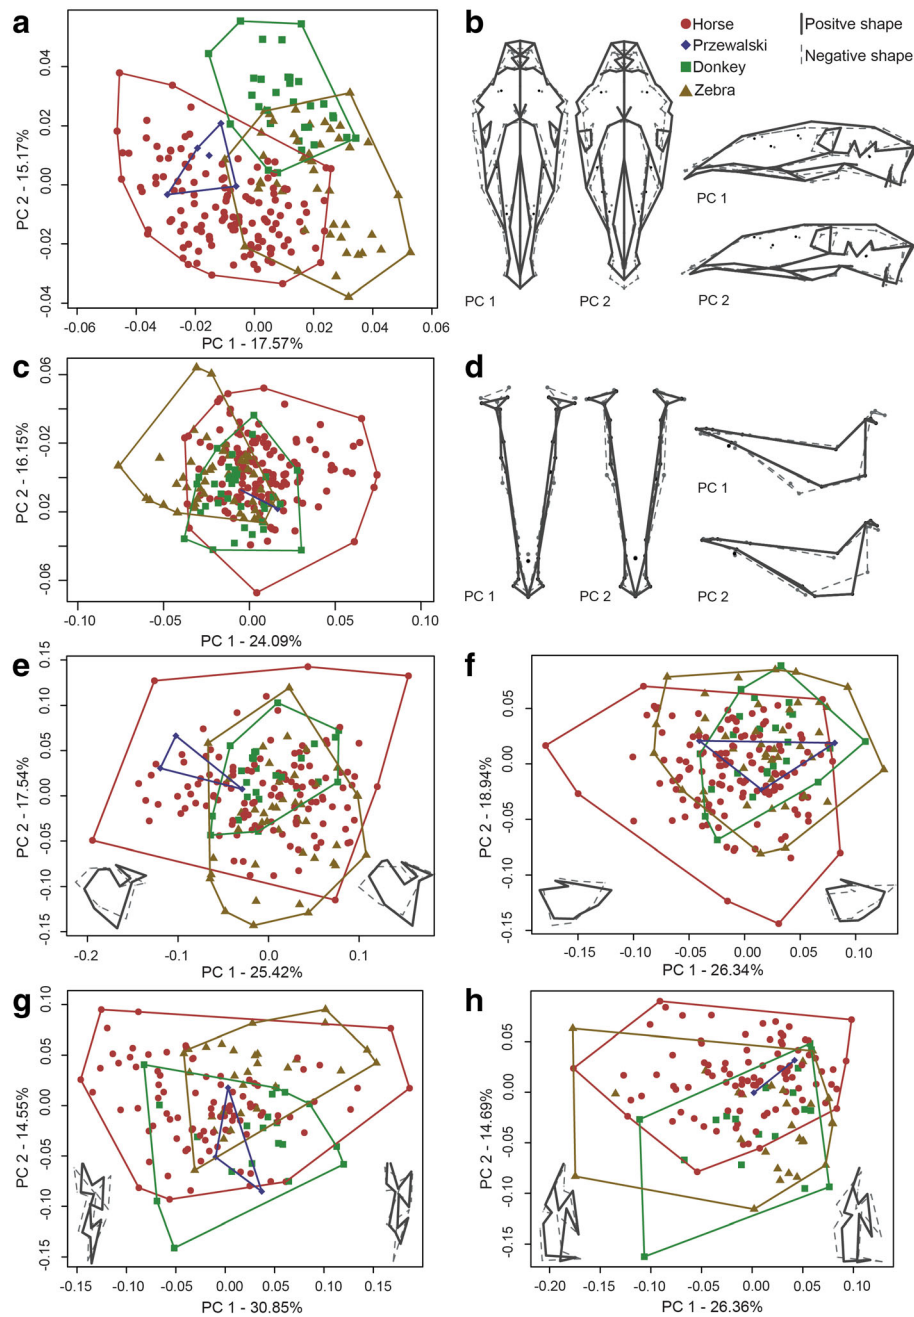 a
PC 2 - 15.17%
0.04
0.02
0.00
-0.02
-0.04
-0.06 -0.04 -0.02 0.00 0.02 0.04 0.06
PC 1 - 17.57%
Horse
Przewalski
Donkey
Zebra
b
Positve shape
Negative shape
PC 1
PC 2
PC 1
PC 2
c
PC 2 - 16.15%
0.06
-0.02
0.02
-0.06
-0.10 -0.05 0.00 0.05 0.10
PC 1 - 24.09%
d
PC 1
PC 2
PC 1
PC 2
e
PC 2 - 17.54%
0.15
0.10
0.05
0.00
-0.05
-0.10
-0.15
-0.2 -0.1 0.0 0.1
PC 1 - 25.42%
f
PC 2 - 18.94%
0.05
0.00
-0.05
-0.10
-0.15
-0.15 -0.10 -0.05 0.00 0.05 0.10
PC 1 - 26.34%
g
PC 2 - 14.55%
0.10
0.05
0.00
-0.05
-0.10
-0.15
-0.15 -0.10 -0.05 0.00 0.05 0.10 0.15
PC 1 - 30.85%
h
PC 2 - 14.69%
0.05
0.00
-0.05
-0.10
-0.15
-0.20 -0.15 -0.10 -0.05 0.00 0.05 0.10
PC 1 - 26.36%